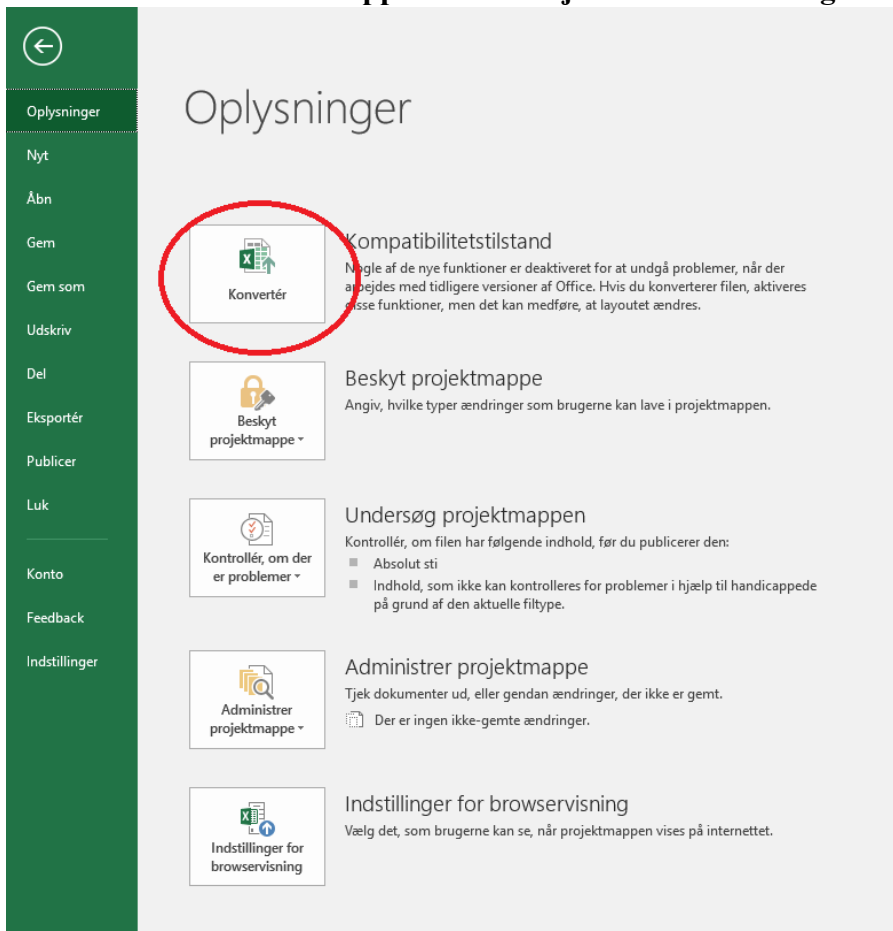 Oplysninger
Nyt
Åbn
Gem
Gem som
Udskriv
Del
Eksportér
Publicer
Luk
Konto
Feedback
Indstillinger
Oplysninger
Konvertér
Kompatibilitetstilstand
Nogle af de nye funktioner er deaktiveret for at undgå problemer, når der
arbejdes med tidligere versioner af Office. Hvis du konverterer filen, aktiveres
disse funktioner, men det kan medføre, at layoutet ændres.
Beskyt
projektmappe
Beskyt projektmappe
Angiv, hvilke typer ændringer som brugerne kan lave i projektmappen.
Kontrollér, om der
er problemer
Undersøg projektmappen
Kontrollér, om filen har følgende indhold, før du publicerer den:
Absolut sti
Indhold, som ikke kan kontrolleres for problemer i hjælp til handicappede
på grund af den aktuelle filtype.
Administrer
projektmappe
Administrer projektmappe
Tjek dokumenter ud, eller gendan ændringer, der ikke er gemt.
Der er ingen ikke-gemte ændringer.
Indstillinger for
browservisning
Indstillinger for browservisning
Vælg det, som brugerne kan se, når projektmappen vises på internettet.